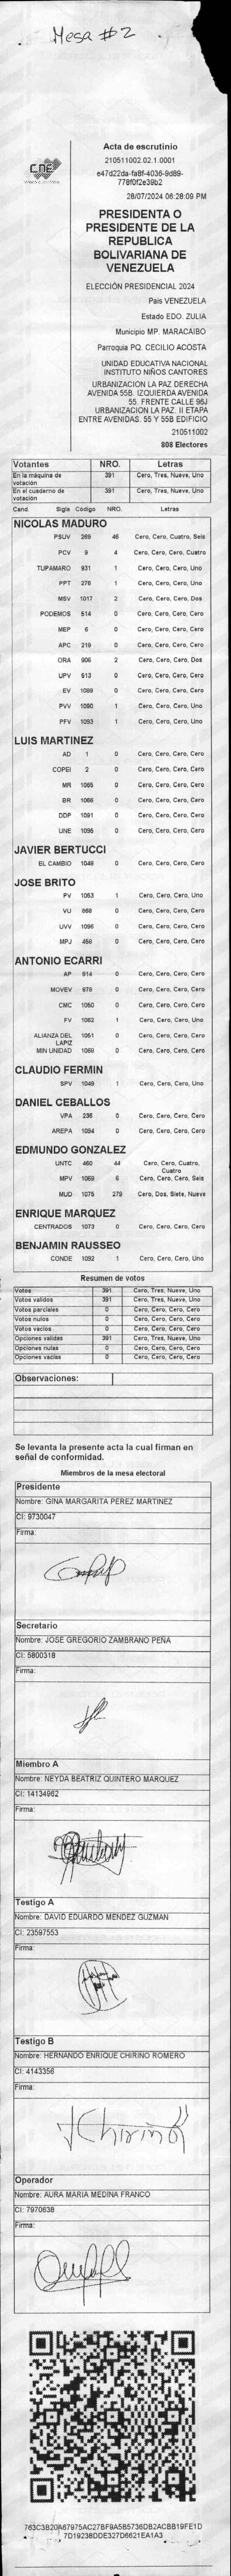 Mesa #2
CNE
Acta de escrutinio
210511002.02.1.0001
e47d22da-fa8f-4036-9d89-
778f0f2e39b2
28/07/2024 06:28:09 PM
PRESIDENTA O
PRESIDENTE DE LA
REPUBLICA
BOLIVARIANA DE
VENEZUELA
ELECCIÓN PRESIDENCIAL 2024
Pais VENEZUELA
Estado EDO. ZULIA
Municipio MP. MARACAIBO
Parroquia PQ. CECILIO ACOSTA
UNIDAD EDUCATIVA NACIONAL
INSTITUTO NIÑOS CANTORES
URBANIZACION LA PAZ DERECHA
AVENIDA 55B. IZQUIERDA AVENIDA
55. FRENTE CALLE 96J
URBANIZACION LA PAZ. II ETAPA
ENTRE AVENIDAS. 55 Y 55B EDIFICIO
210511002
808 Electores
Votantes NRO. Letras
En la máquina de votación 391 Cero, Tres, Nueve, Uno
En el cuaderno de votación 391 Cero, Tres, Nueve, Uno
Cand. Sigla Código NRO. Letras
NICOLAS MADURO
PSUV 269 46 Cero, Cero, Cuatro, Seis
PCV 9 4 Cero, Cero, Cero, Cuatro
TUPAMARO 931 1 Cero, Cero, Cero, Uno
PPT 276 1 Cero, Cero, Cero, Uno
MSV 1017 2 Cero, Cero, Cero, Dos
PODEMOS 514 0 Cero, Cero, Cero, Cero
MEP 6 0 Cero, Cero, Cero, Cero
APC 219 0 Cero, Cero, Cero, Cero
ORA 906 2 Cero, Cero, Cero, Dos
UPV 513 0 Cero, Cero, Cero, Cero
EV 1089 0 Cero, Cero, Cero, Cero
PVV 1090 1 Cero, Cero, Cero, Uno
PFV 1093 1 Cero, Cero, Cero, Uno
LUIS MARTINEZ
AD 1 0 Cero, Cero, Cero, Cero
COPEI 2 0 Cero, Cero, Cero, Cero
MR 1065 0 Cero, Cero, Cero, Cero
BR 1066 0 Cero, Cero, Cero, Cero
DDP 1091 0 Cero, Cero, Cero, Cero
UNE 1095 0 Cero, Cero, Cero, Cero
JAVIER BERTUCCI
EL CAMBIO 1048 0 Cero, Cero, Cero, Cero
JOSE BRITO
PV 1053 1 Cero, Cero, Cero, Uno
VU 868 0 Cero, Cero, Cero, Cero
UVV 1096 0 Cero, Cero, Cero, Cero
MPJ 458 0 Cero, Cero, Cero, Cero
ANTONIO ECARRI
AP 914 0 Cero, Cero, Cero, Cero
MOVEV 878 0 Cero, Cero, Cero, Cero
CMC 1050 0 Cero, Cero, Cero, Cero
FV 1062 1 Cero, Cero, Cero, Uno
ALIANZA DEL LAPIZ 1051 0 Cero, Cero, Cero, Cero
MIN UNIDAD 1069 0 Cero, Cero, Cero, Cero
CLAUDIO FERMIN
SPV 1049 1 Cero, Cero, Cero, Uno
DANIEL CEBALLOS
VPA 236 0 Cero, Cero, Cero, Cero
AREPA 1094 0 Cero, Cero, Cero, Cero
EDMUNDO GONZALEZ
UNTC 460 44 Cero, Cero, Cuatro, Cuatro
MPV 1069 6 Cero, Cero, Cero, Seis
MUD 1075 279 Cero, Dos, Siete, Nueve
ENRIQUE MARQUEZ
CENTRADOS 1073 0 Cero, Cero, Cero, Cero
BENJAMIN RAUSSEO
CONDE 1092 1 Cero, Cero, Cero, Uno
Resumen de votos
Votos 391 Cero, Tres, Nueve, Uno
Votos validos 391 Cero, Tres, Nueve, Uno
Votos parciales 0 Cero, Cero, Cero, Cero
Votos nulos 0 Cero, Cero, Cero, Cero
Votos vacios 0 Cero, Cero, Cero, Cero
Opciones validas 391 Cero, Tres, Nueve, Uno
Opciones nulas 0 Cero, Cero, Cero, Cero
Opciones vacias 0 Cero, Cero, Cero, Cero
Observaciones:
Se levanta la presente acta la cual firman en
señal de conformidad.
Miembros de la mesa electoral
Presidente
Nombre: GINA MARGARITA PEREZ MARTINEZ
CI: 9730047
Firma:
Secretario
Nombre: JOSE GREGORIO ZAMBRANO PEÑA
CI: 5800318
Firma:
Miembro A
Nombre: NEYDA BEATRIZ QUINTERO MARQUEZ
CI: 14134962
Firma:
Testigo A
Nombre: DAVID EDUARDO MENDEZ GUZMAN
CI: 23597553
Firma:
Testigo B
Nombre: HERNANDO ENRIQUE CHIRINO ROMERO
CI: 4143356
Firma:
Chirino
Operador
Nombre: AURA MARIA MEDINA FRANCO
CI: 7970638
Firma:
763C3B20A67975AC27BF9A5B5736DB2ACBB19FE1D
7D1923BDDE327D6621EA1A3